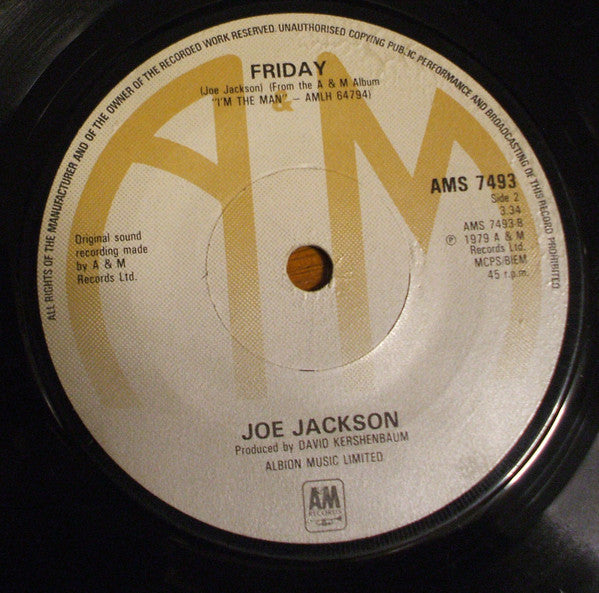 ALL RIGHTS OF THE MANUFACTURER AND OF THE OWNER OF THE RECORDED WORK RESERVED. UNAUTHORISED COPYING PUBLIC PERFORMANCE AND BROADCASTING OF THIS RECORD PROHIBITED
FRIDAY
(Joe Jackson) (From the A & M Album
"I'M THE MAN" – AMLH 64794)
&
AM
AMS 7493
Side 2
3.34
AMS 7493-B
Ⓟ 1979 A & M
Records Ltd.
MCPS/BIEM
45 r.p.m.
Original sound
recording made
by A & M
Records Ltd.
JOE JACKSON
Produced by DAVID KERSHENBAUM
ALBION MUSIC LIMITED
A&M
RECORDS